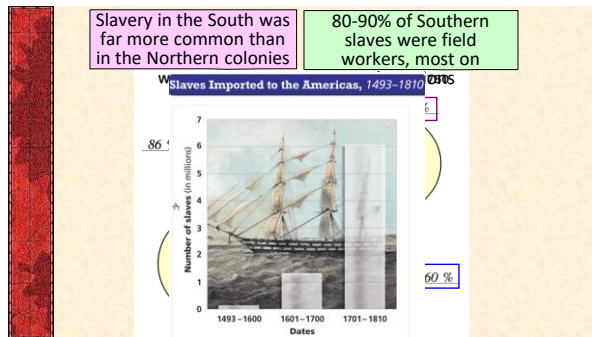 Slavery in the South was
far more common than
in the Northern colonies
80-90% of Southern
slaves were field
workers, most on
Slaves Imported to the Americas, 1493–1810
%
86 %
60 %
Number of slaves (in millions)
7
6
5
4
3
2
1
0
1493–1600
1601–1700
1701–1810
Dates